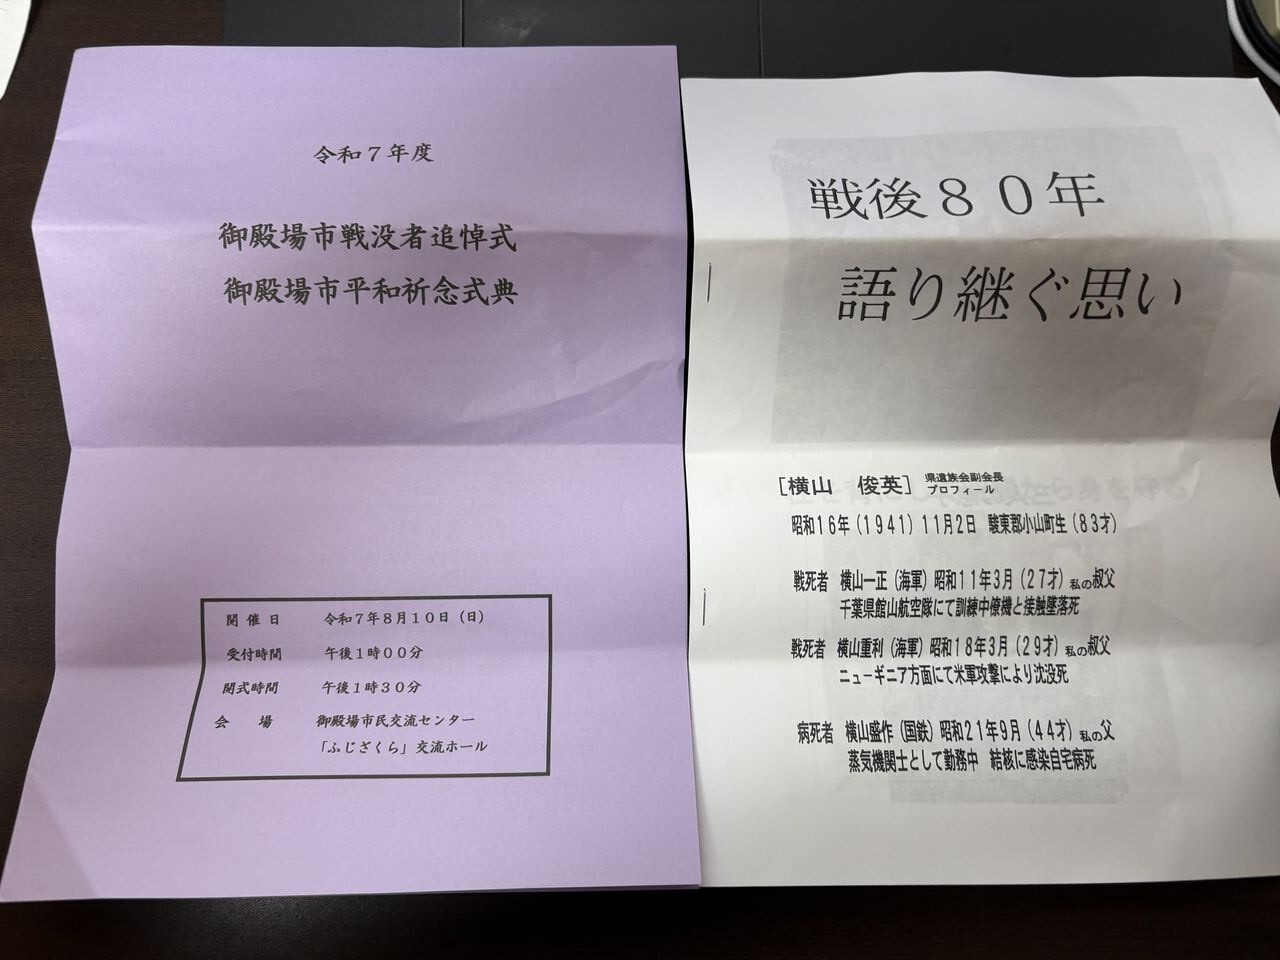 令和７年度
御殿場市戦没者追悼式
御殿場市平和祈念式典
開催日　令和７年８月１０日（日）
受付時間　午後１時００分
開式時間　午後１時３０分
会　場　御殿場市民交流センター
「ふじざくら」交流ホール
戦後８０年
語り継ぐ思い
［横山　俊英］県遺族会副会長
プロフィール
昭和１６年（１９４１）１１月２日　駿東郡小山町生（８３才）
戦死者　横山一正（海軍）昭和１１年３月（２７才）私の叔父
千葉県館山航空隊にて訓練中僚機と接触墜落死
戦死者　横山重利（海軍）昭和１８年３月（２９才）私の叔父
ニューギニア方面にて米軍攻撃により沈没死
病死者　横山盛作（国鉄）昭和２１年９月（４４才）私の父
蒸気機関士として勤務中　結核に感染自宅病死